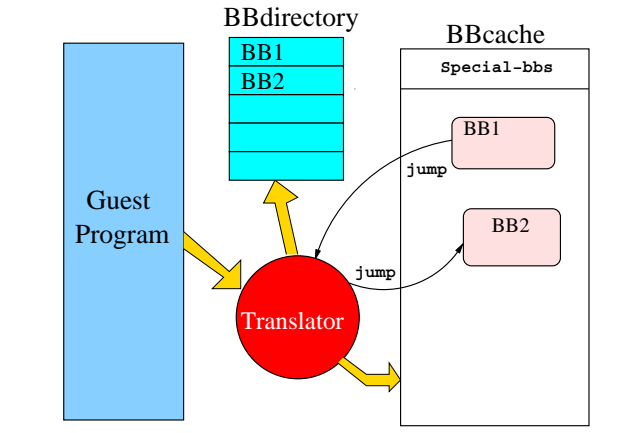 BBdirectory
BB1
BB2
BBcache
Special-bbs
BB1
jump
BB2
jump
Guest
Program
Translator